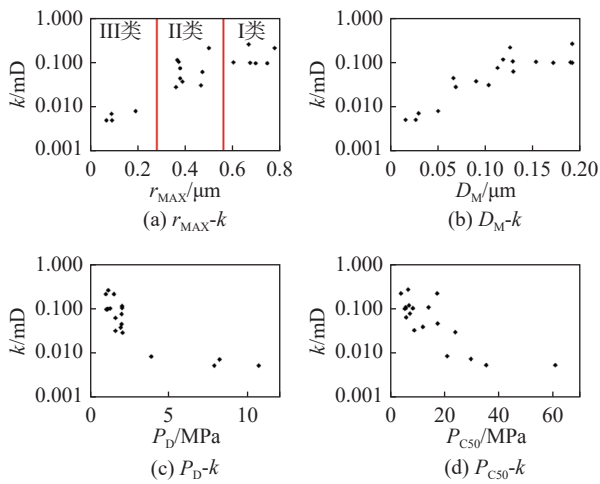 III类 II类 I类
1.000
0.100
0.010
0.001
k/mD
0 0.2 0.4 0.6 0.8
r_MAX/μm
(a) r_MAX-k
1.000
0.100
0.010
0.001
k/mD
0 0.05 0.10 0.15 0.20
D_M/μm
(b) D_M-k
1.000
0.100
0.010
0.001
k/mD
0 5 10
P_D/MPa
(c) P_D-k
1.000
0.100
0.010
0.001
k/mD
0 20 40 60
P_C50/MPa
(d) P_C50-k